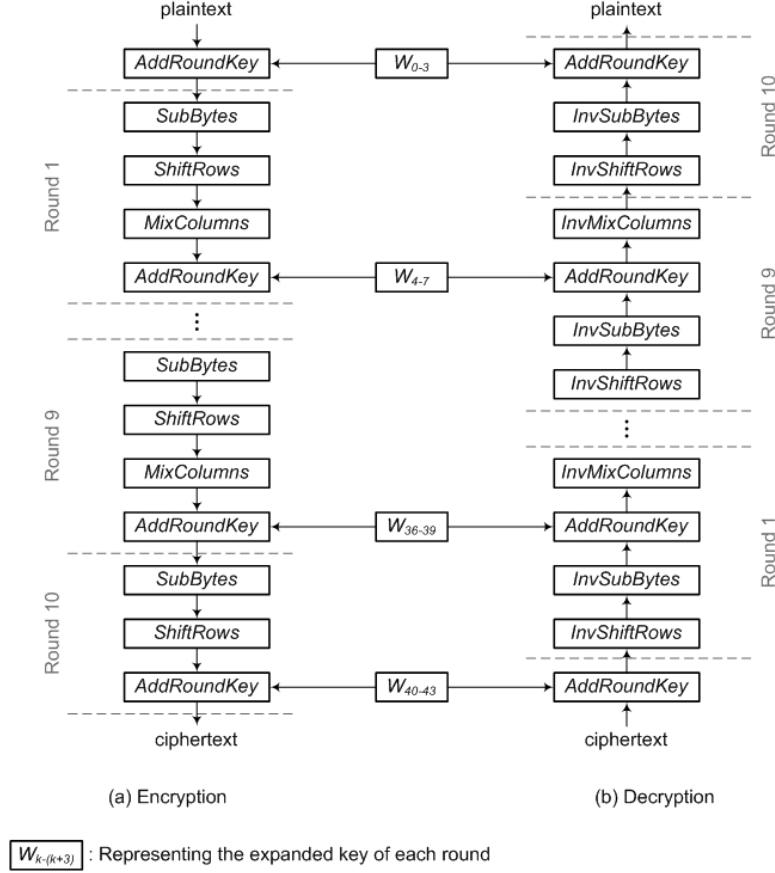 plaintext
AddRoundKey
SubBytes
ShiftRows
MixColumns
AddRoundKey
⋮
SubBytes
ShiftRows
MixColumns
AddRoundKey
SubBytes
ShiftRows
AddRoundKey
ciphertext
Round 1
Round 9
Round 10
(a) Encryption
W0-3
W4-7
W36-39
W40-43
plaintext
AddRoundKey
InvSubBytes
InvShiftRows
InvMixColumns
AddRoundKey
InvSubBytes
InvShiftRows
⋮
InvMixColumns
AddRoundKey
InvSubBytes
InvShiftRows
AddRoundKey
ciphertext
Round 10
Round 9
Round 1
(b) Decryption
Wk-(k+3) : Representing the expanded key of each round